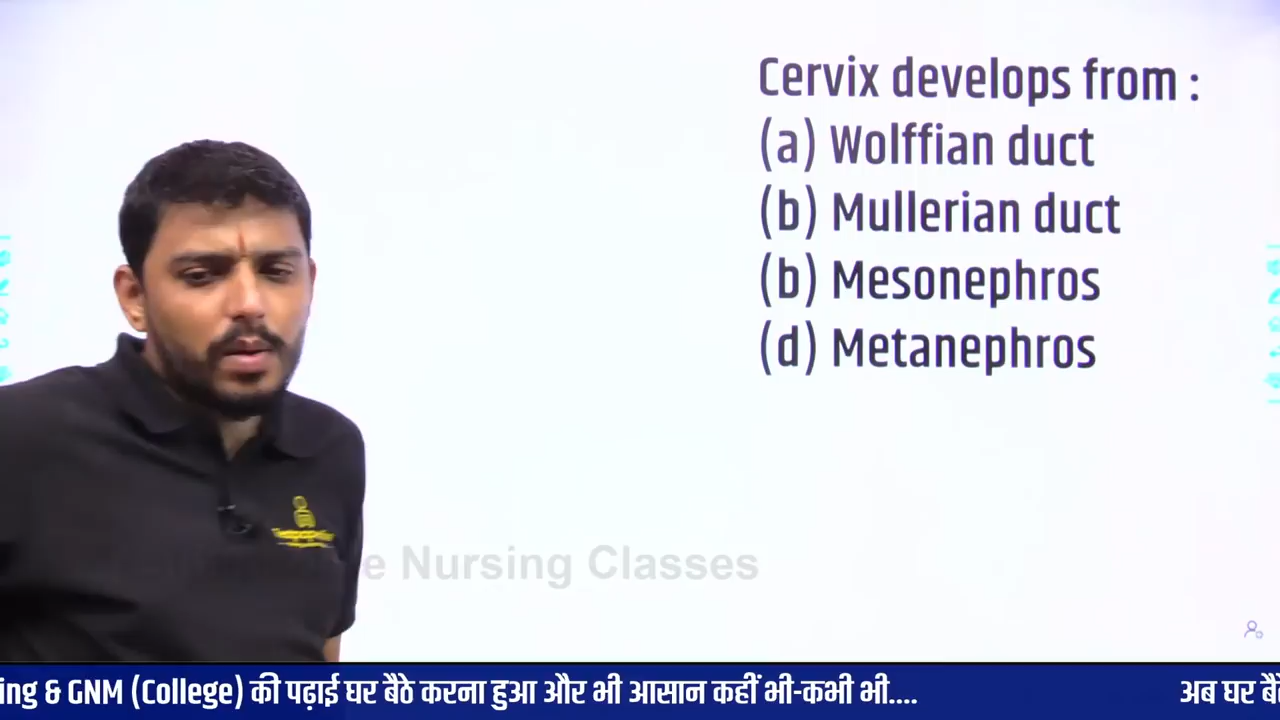 Cervix develops from :
(a) Wolffian duct
(b) Mullerian duct
(b) Mesonephros
(d) Metanephros
e Nursing Classes
ing & GNM (College) की पढ़ाई घर बैठे करना हुआ और भी आसान कहीं भी-कभी भी.... अब घर बै